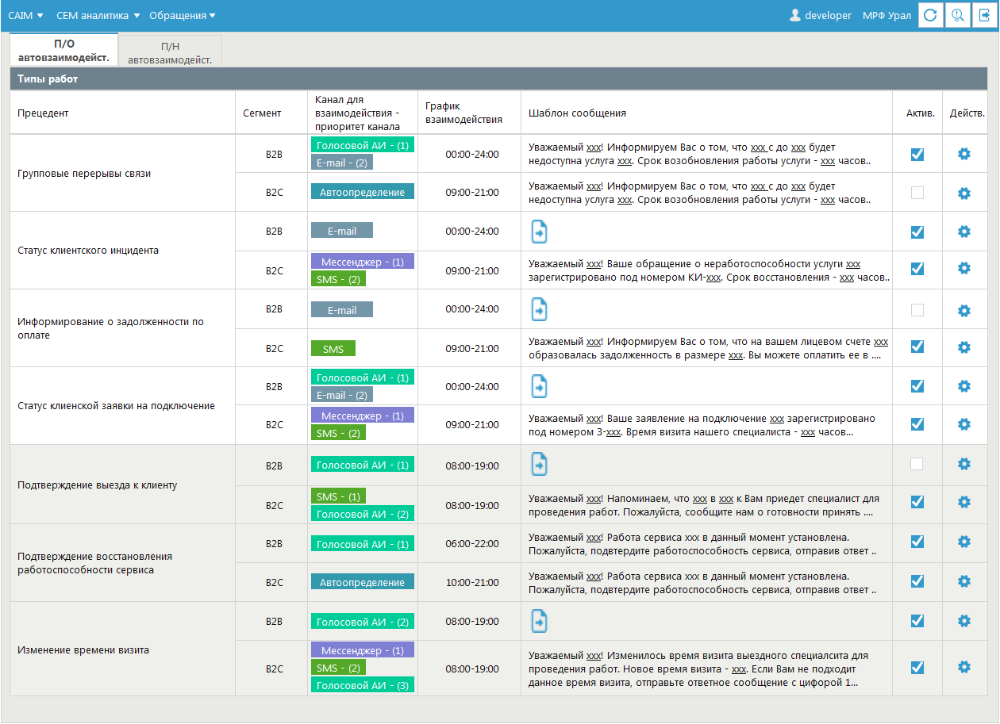 CAIM СЕМ аналитика Обращения developer МРФ Урал
П/О
автовзаимодейст.
П/Н
автовзаимодейст.
Типы работ
Прецедент
Сегмент
Канал для
взаимодействия -
приоритет канала
График
взаимодействия
Шаблон сообщения
Актив.
Действ.
Групповые перерывы связи
B2B
Голосовой АИ - (1)
E-mail - (2)
00:00-24:00
Уважаемый xxx! Информируем Вас о том, что xxx с до xxx будет
недоступна услуга xxx. Срок возобновления работы услуги - xxx часов..
B2C
Автоопределение
09:00-21:00
Уважаемый xxx! Информируем Вас о том, что xxx с до xxx будет
недоступна услуга xxx. Срок возобновления работы услуги - xxx часов..
Статус клиентского инцидента
B2B
E-mail
00:00-24:00
B2C
Мессенджер - (1)
SMS - (2)
09:00-21:00
Уважаемый xxx! Ваше обращение о неработоспособности услуги xxx
зарегистрировано под номером КИ-xxx. Срок восстановления - xxx часов..
Информирование о задолженности по
оплате
B2B
E-mail
00:00-24:00
B2C
SMS
09:00-21:00
Уважаемый xxx! Информируем Вас о том, что на вашем лицевом счете xxx
образовалась задолженность в размере xxx. Вы можете оплатить ее в ....
Статус клиенской заявки на подключение
B2B
Голосовой АИ - (1)
E-mail - (2)
00:00-24:00
B2C
Мессенджер - (1)
SMS - (2)
09:00-21:00
Уважаемый xxx! Ваше заявление на подключение xxx зарегистрировано
под номером З-xxx. Время визита нашего специалиста - xxx часов...
Подтверждение выезда к клиенту
B2B
Голосовой АИ - (1)
08:00-19:00
B2C
SMS - (1)
Голосовой АИ - (2)
08:00-19:00
Уважаемый xxx! Напоминаем, что xxx в xxx к Вам приедет специалист для
проведения работ. Пожалуйста, сообщите нам о готовности принять ....
Подтверждение восстановления
работоспособности сервиса
B2B
Голосовой АИ - (1)
06:00-22:00
Уважаемый xxx! Работа сервиса xxx в данный момент установлена.
Пожалуйста, подвтердите работоспособность сервиса, отправив ответ ..
B2C
Автоопределение
10:00-21:00
Уважаемый xxx! Работа сервиса xxx в данный момент установлена.
Пожалуйста, подвтердите работоспособность сервиса, отправив ответ ..
Изменение времени визита
B2B
Голосовой АИ - (2)
08:00-19:00
B2C
Мессенджер - (1)
SMS - (2)
Голосовой АИ - (3)
08:00-19:00
Уважаемый xxx! Изменилось время визита выездного специалсита для
проведения работ. Новое время визита - xxx. Если Вам не подходит
данное время визита, отправьте ответное сообщение с цифорой 1...